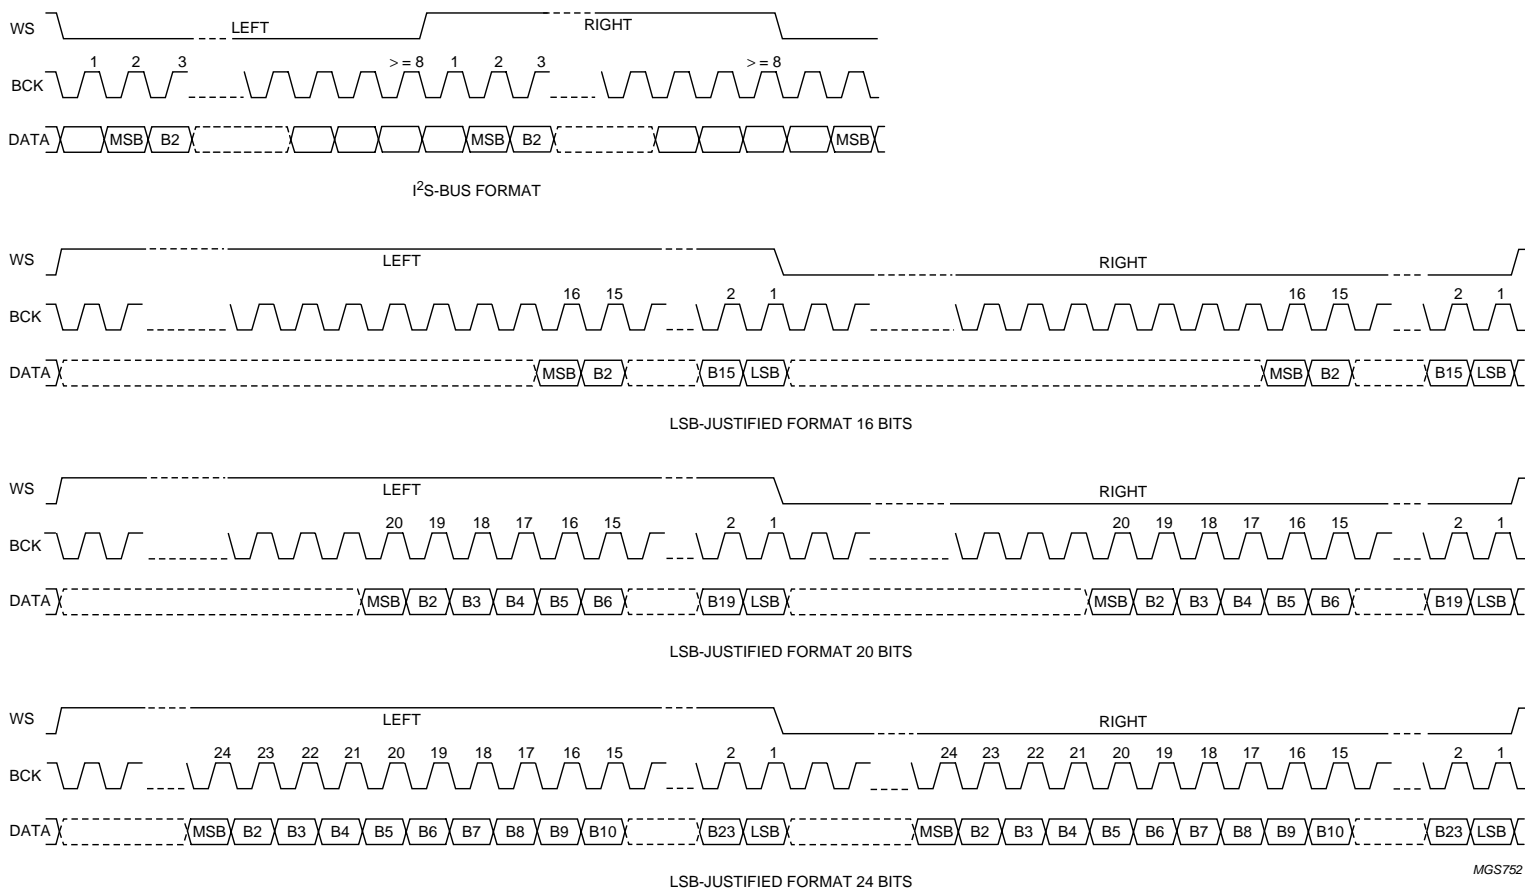 WS LEFT RIGHT
BCK 1 2 3 > = 8 1 2 3 > = 8
DATA MSB B2 MSB B2 MSB
I²S-BUS FORMAT
WS LEFT RIGHT
BCK 16 15 2 1 16 15 2 1
DATA MSB B2 B15 LSB MSB B2 B15 LSB
LSB-JUSTIFIED FORMAT 16 BITS
WS LEFT RIGHT
BCK 20 19 18 17 16 15 2 1 20 19 18 17 16 15 2 1
DATA MSB B2 B3 B4 B5 B6 B19 LSB MSB B2 B3 B4 B5 B6 B19 LSB
LSB-JUSTIFIED FORMAT 20 BITS
WS LEFT RIGHT
BCK 24 23 22 21 20 19 18 17 16 15 2 1 24 23 22 21 20 19 18 17 16 15 2 1
DATA MSB B2 B3 B4 B5 B6 B7 B8 B9 B10 B23 LSB MSB B2 B3 B4 B5 B6 B7 B8 B9 B10 B23 LSB
MGS752
LSB-JUSTIFIED FORMAT 24 BITS